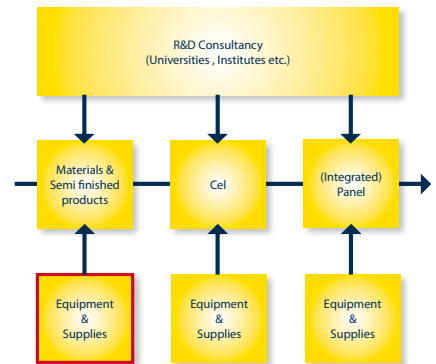 R&D Consultancy
(Universities , Institutes etc.)
Materials &
Semi finished
products
Cel
(Integrated)
Panel
Equipment
&
Supplies
Equipment
&
Supplies
Equipment
&
Supplies